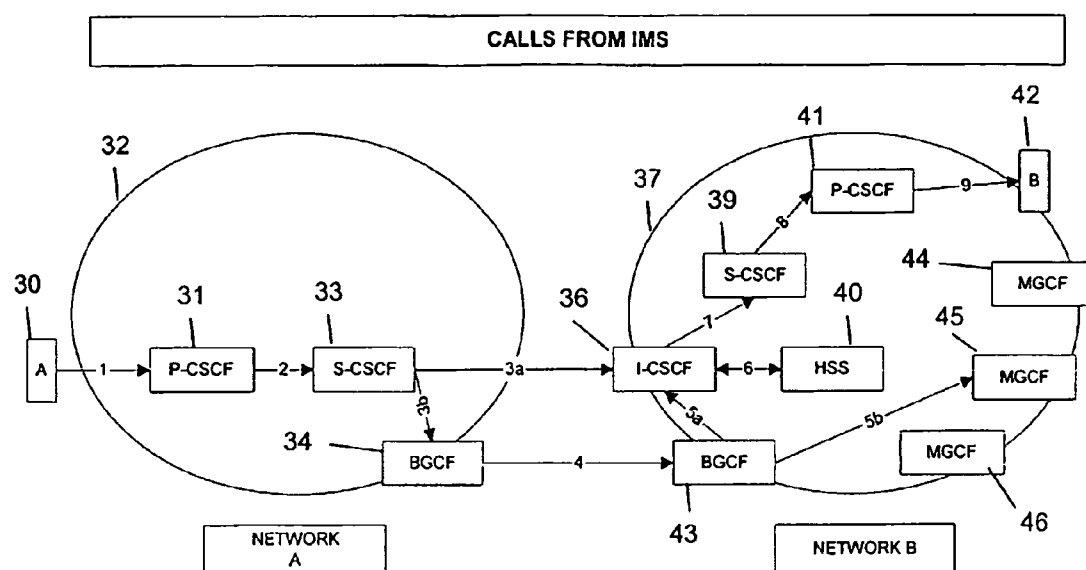 CALLS FROM IMS
42
41
32
B
P-CSCF
9
37
39
8
44
S-CSCF
MGCF
30
31
33
36
7
40
45
A
1
P-CSCF
2
S-CSCF
3a
I-CSCF
6
HSS
MGCF
3b
5a
5b
34
BGCF
4
BGCF
MGCF
43
46
NETWORK
A
NETWORK B